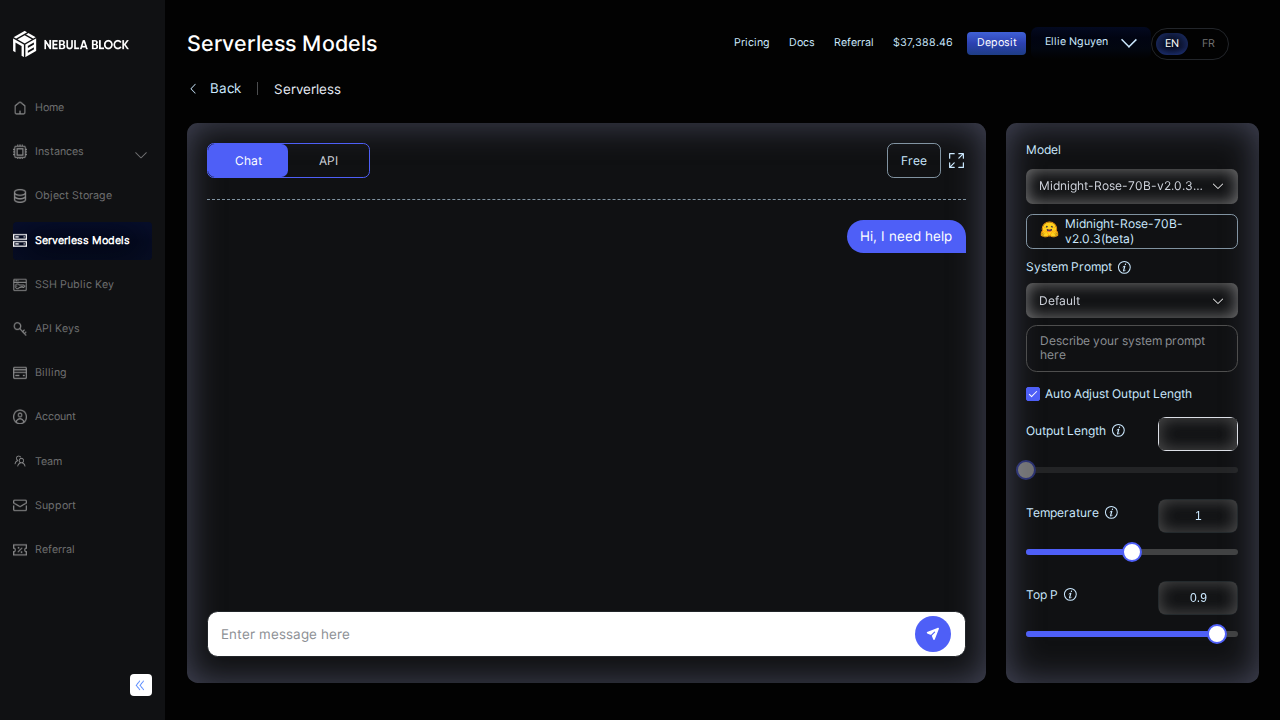 NEBULA BLOCK
Home
Instances
Object Storage
Serverless Models
SSH Public Key
API Keys
Billing
Account
Team
Support
Referral
Serverless Models
Pricing
Docs
Referral
$37,388.46
Deposit
Ellie Nguyen
EN
FR
Back
Serverless
Chat
API
Free
Hi, I need help
Enter message here
Model
Midnight-Rose-70B-v2.0.3...
Midnight-Rose-70B-
v2.0.3(beta)
System Prompt
Default
Describe your system prompt
here
Auto Adjust Output Length
Output Length
Temperature
1
Top P
0.9